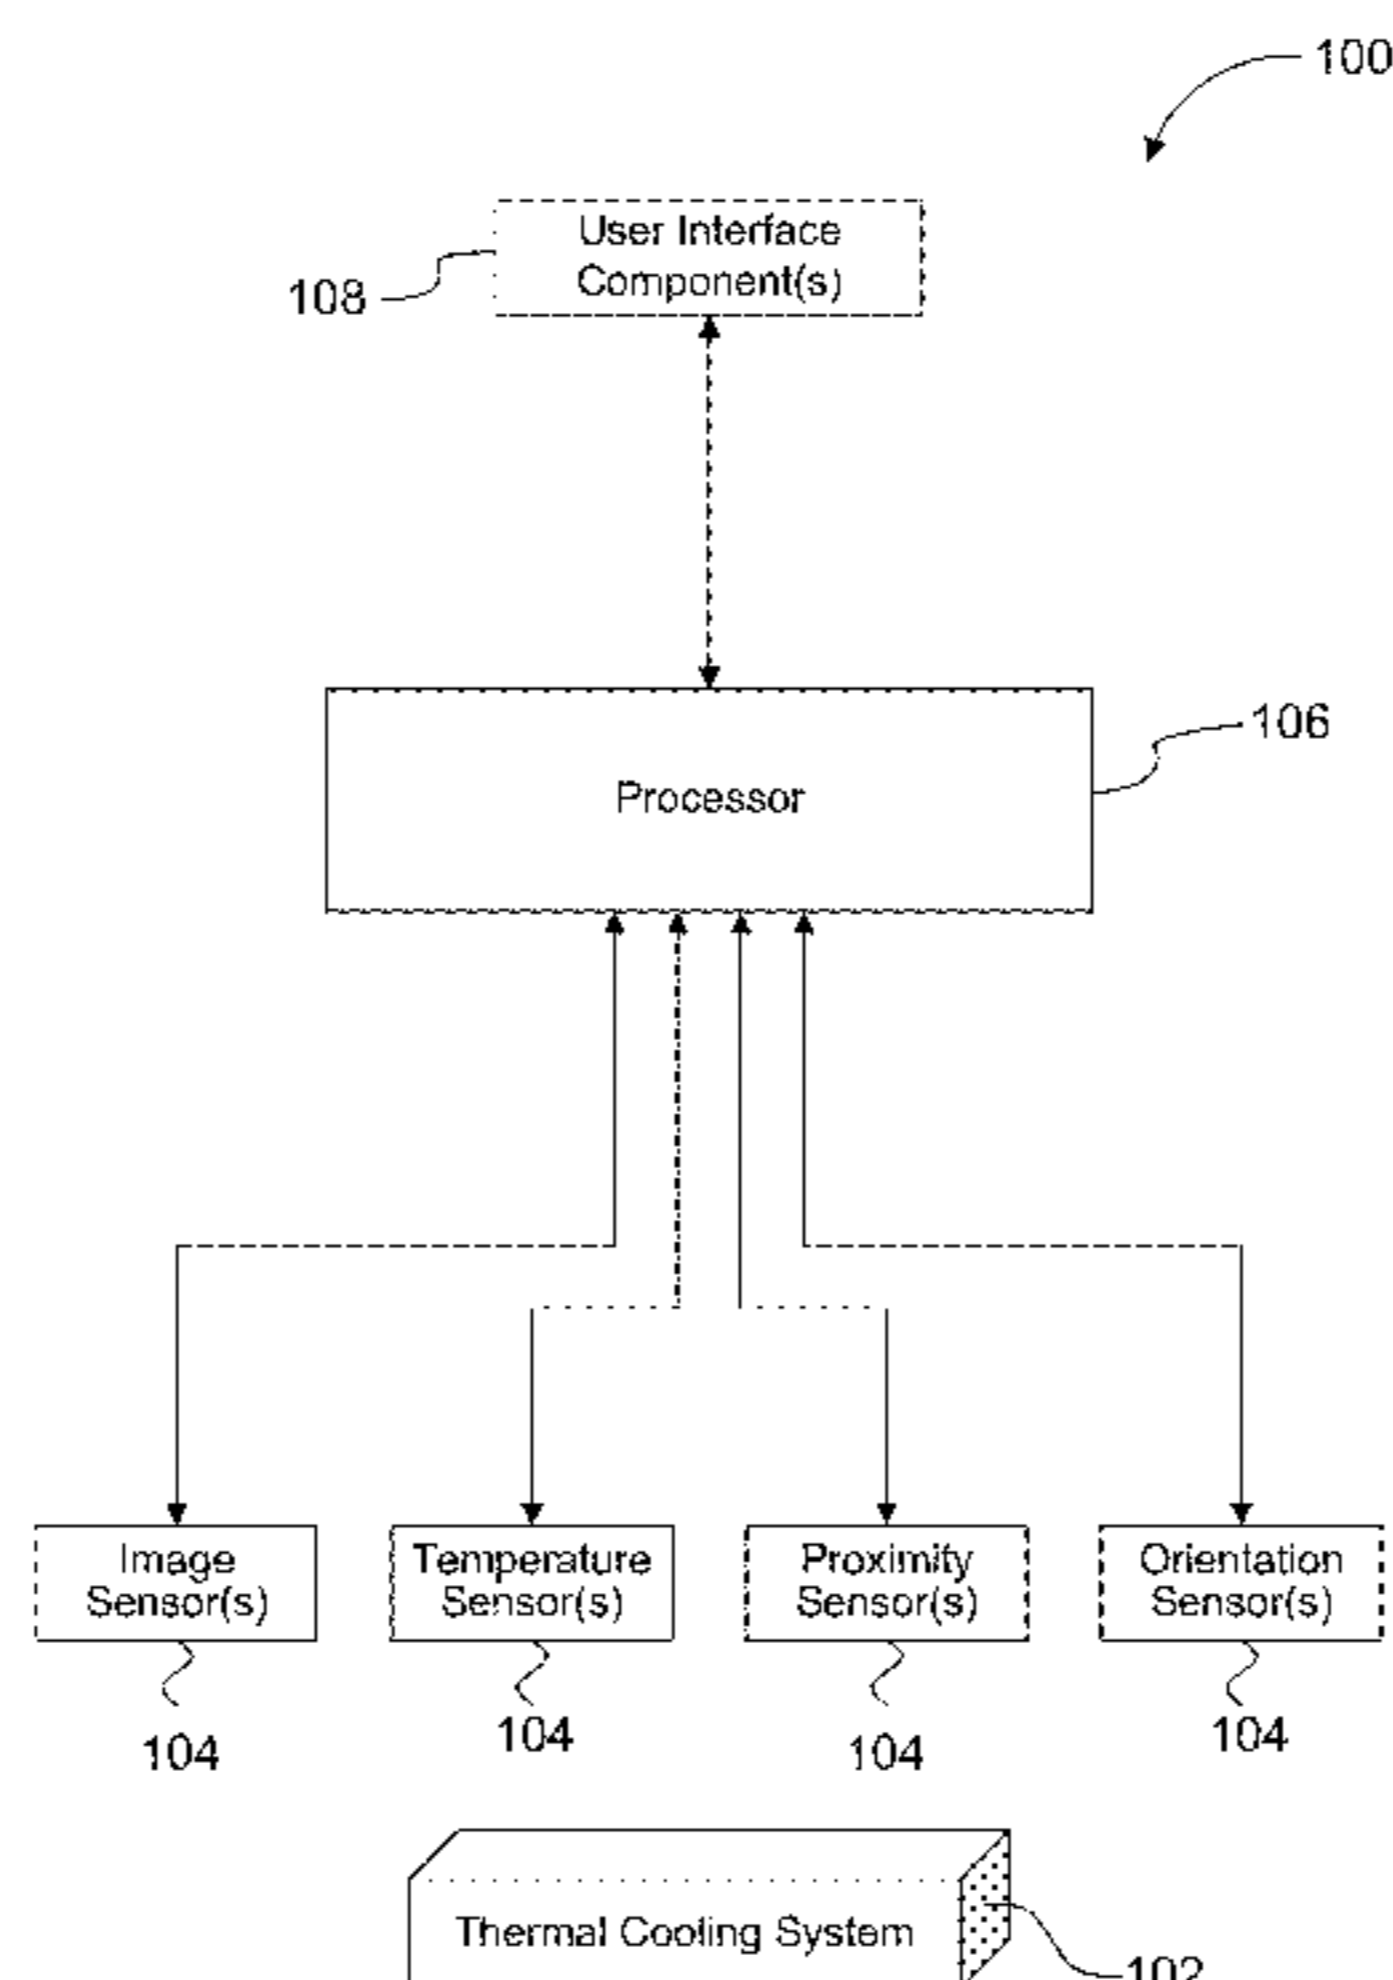 100
User Interface
Component(s)
108
106
Processor
Image
Sensor(s)
Temperature
Sensor(s)
Proximity
Sensor(s)
Orientation
Sensor(s)
104
104
104
104
Thermal Cooling System
102